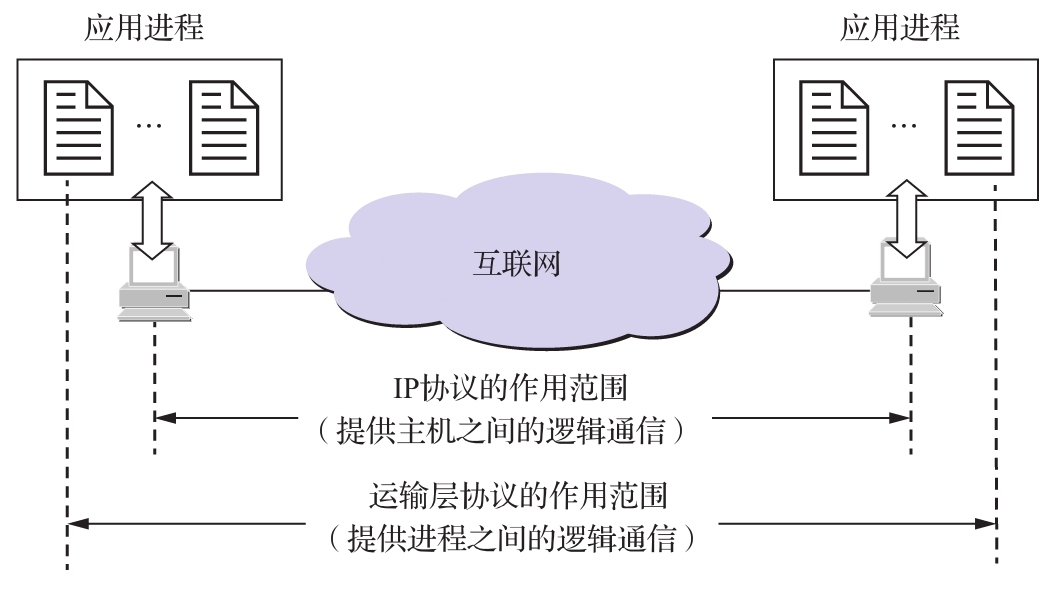 应用进程
应用进程
…
…
互联网
IP协议的作用范围
（提供主机之间的逻辑通信）
运输层协议的作用范围
（提供进程之间的逻辑通信）